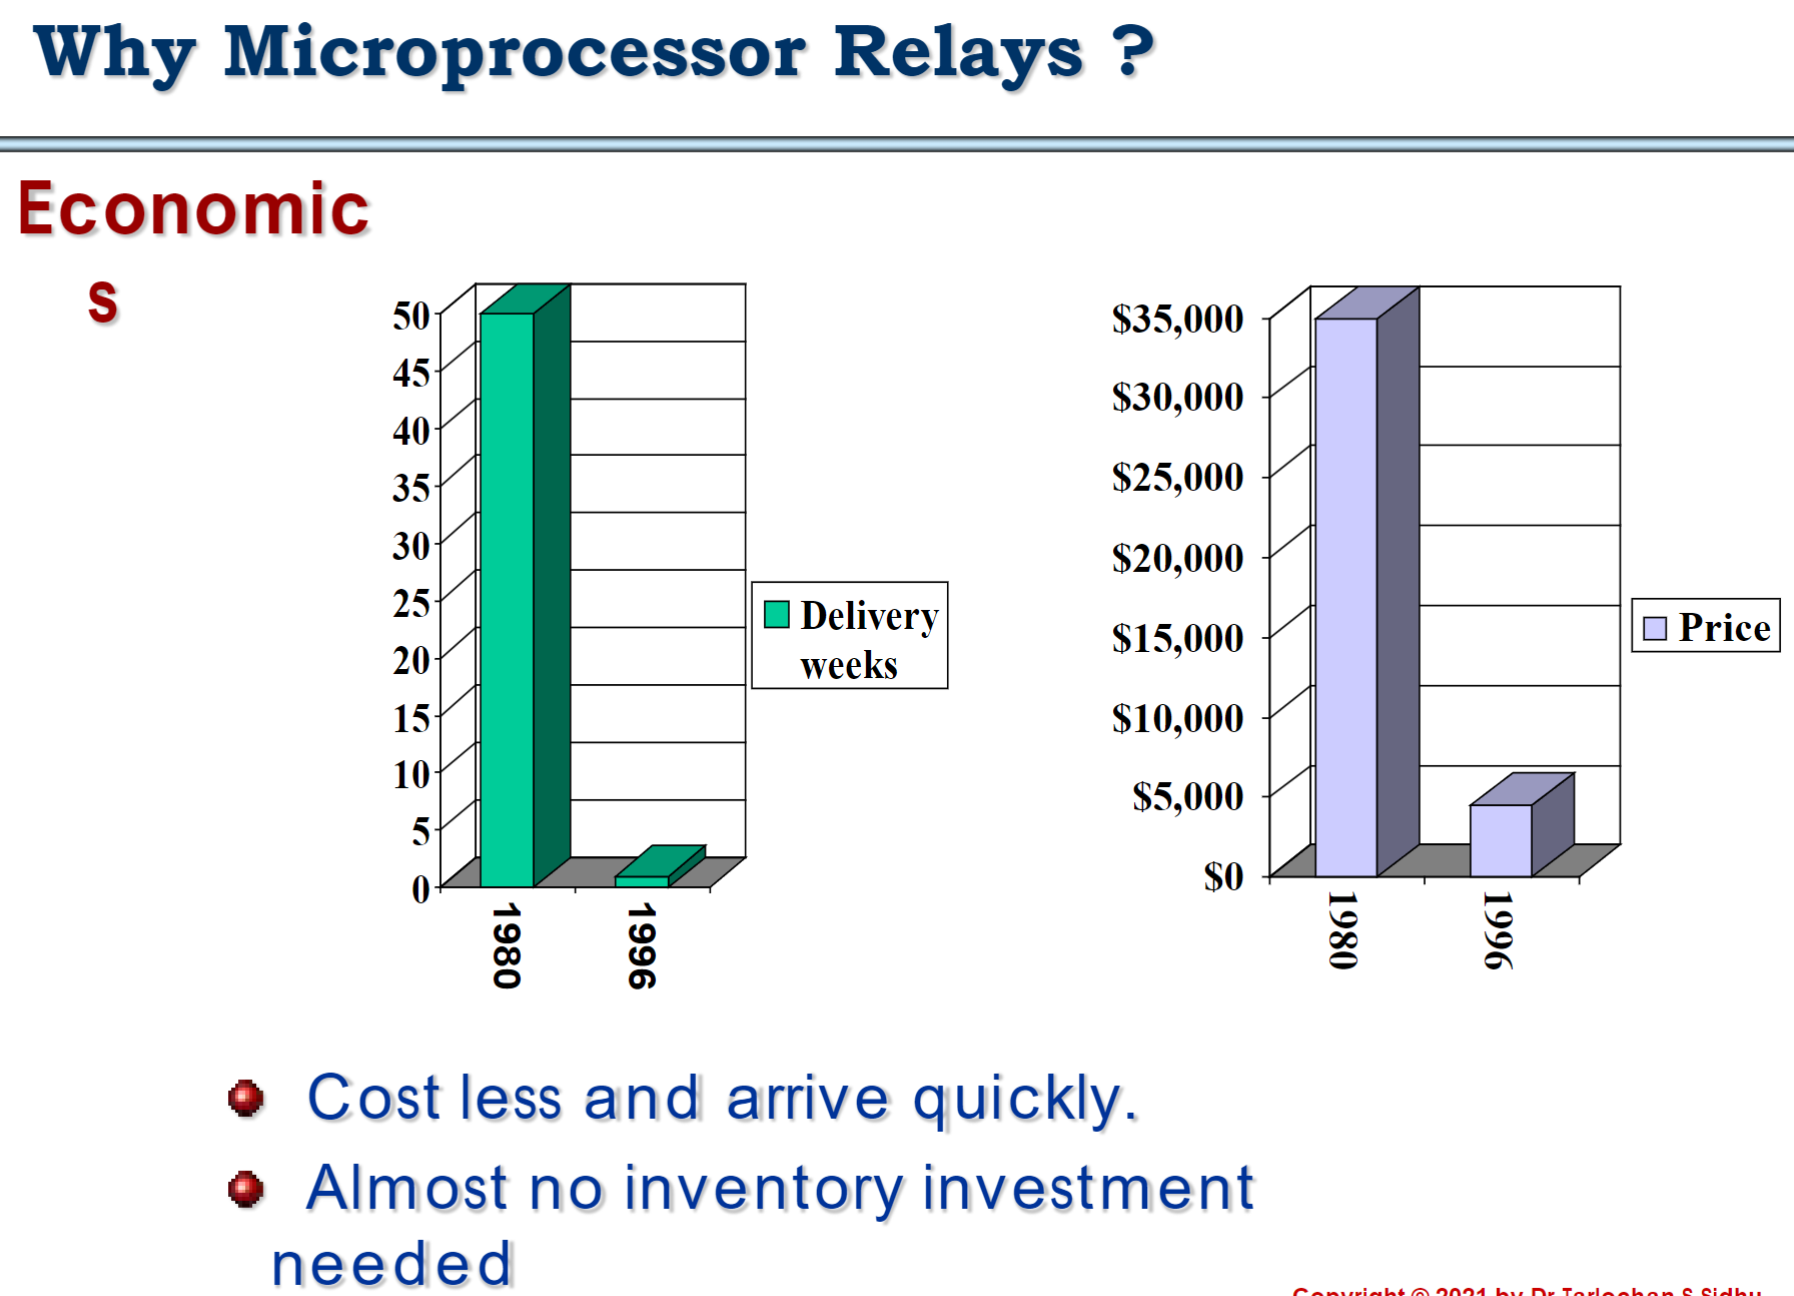 Why Microprocessor Relays ?
Economic
s
50
45
40
35
30
25
20
15
10
5
0
1980
1996
Delivery
weeks
$35,000
$30,000
$25,000
$20,000
$15,000
$10,000
$5,000
$0
1980
1996
Price
Cost less and arrive quickly.
Almost no inventory investment
needed
Copyright © 2021 by Dr Tarlochan S Sidhu